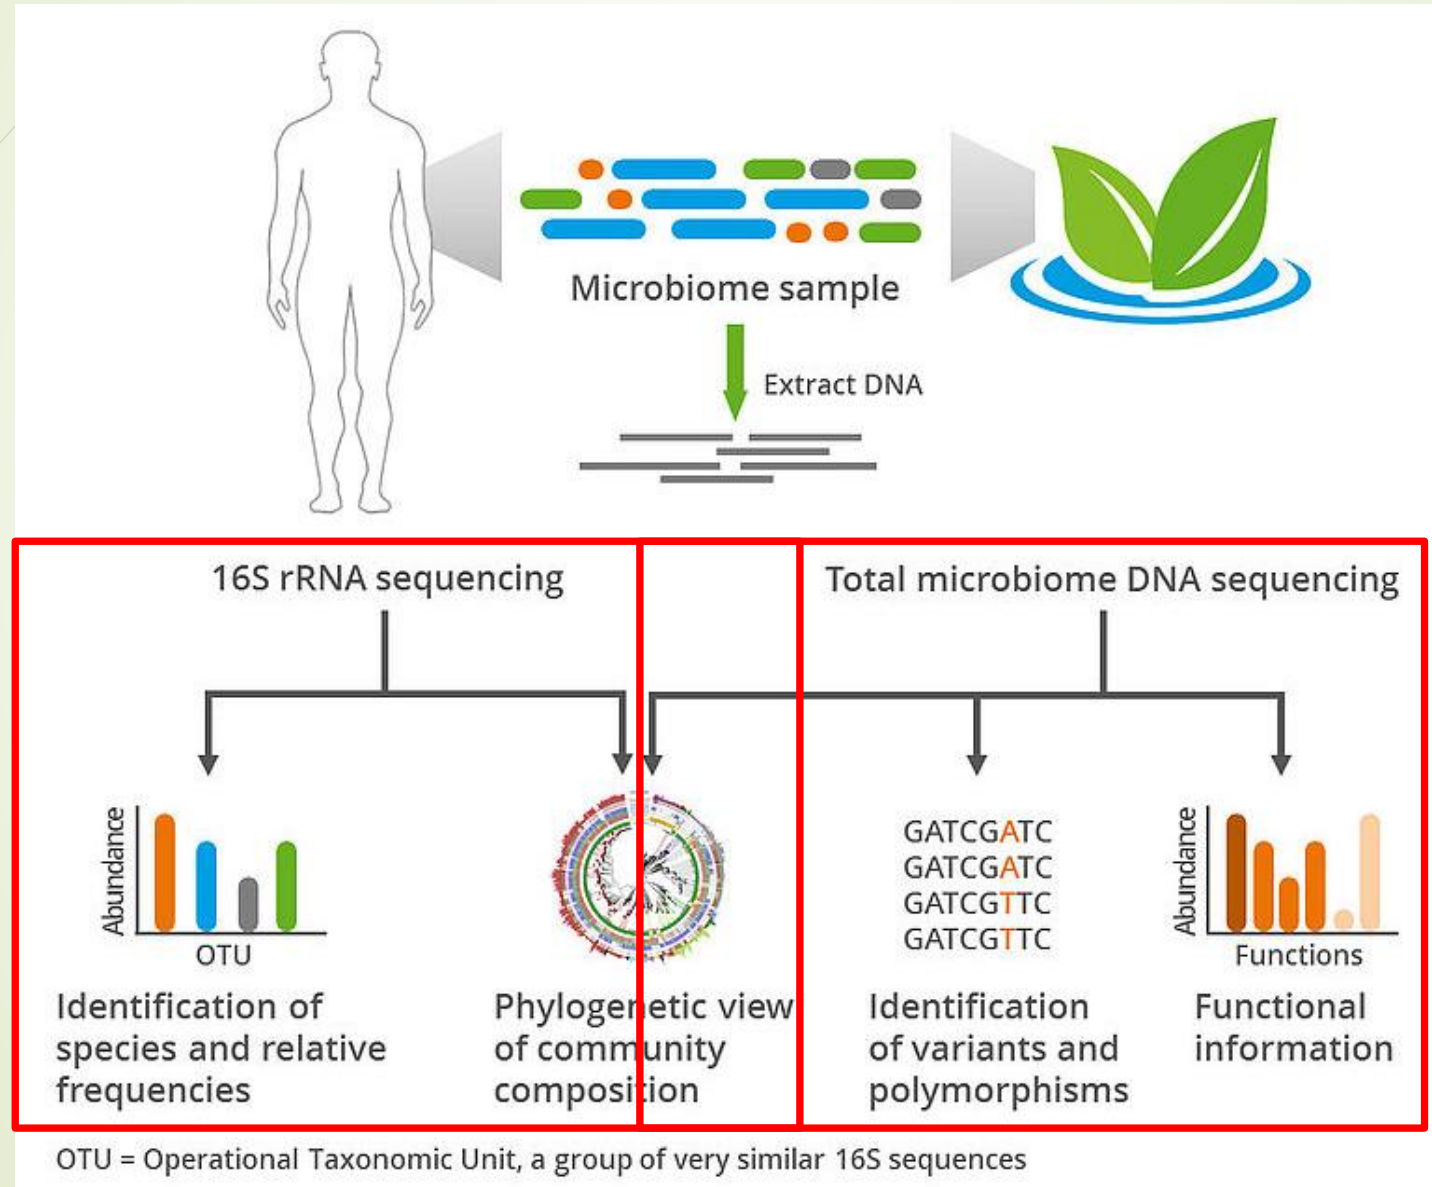 Microbiome sample
Extract DNA
16S rRNA sequencing
Total microbiome DNA sequencing
Abundance
OTU
Identification of
species and relative
frequencies
Phylogenetic view
of community
composition
GATCGATC
GATCGATC
GATCGTTC
GATCGTTC
Identification
of variants and
polymorphisms
Abundance
Functions
Functional
information
OTU = Operational Taxonomic Unit, a group of very similar 16S sequences